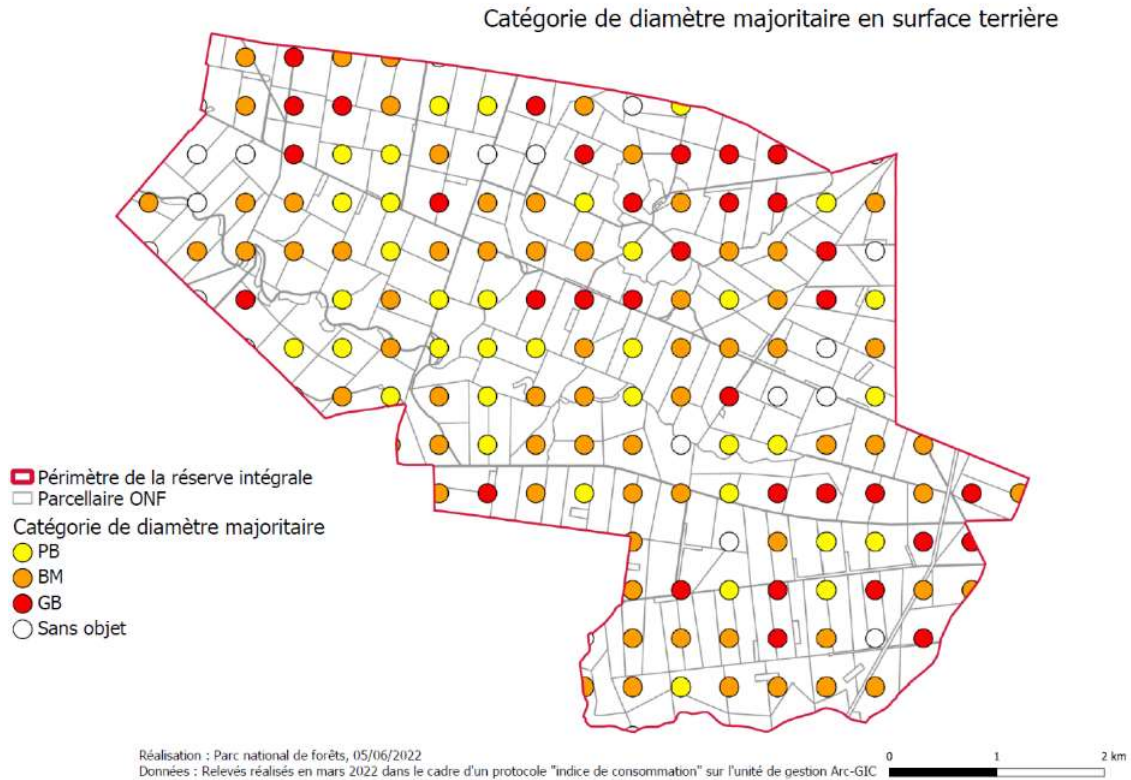 Catégorie de diamètre majoritaire en surface terrière
Périmètre de la réserve intégrale
Parcellaire ONF
Catégorie de diamètre majoritaire
PB
BM
GB
Sans objet
Réalisation : Parc national de forêts, 05/06/2022
Données : Relevés réalisés en mars 2022 dans le cadre d'un protocole "indice de consommation" sur l'unité de gestion Arc-GIC
0 1 2 km